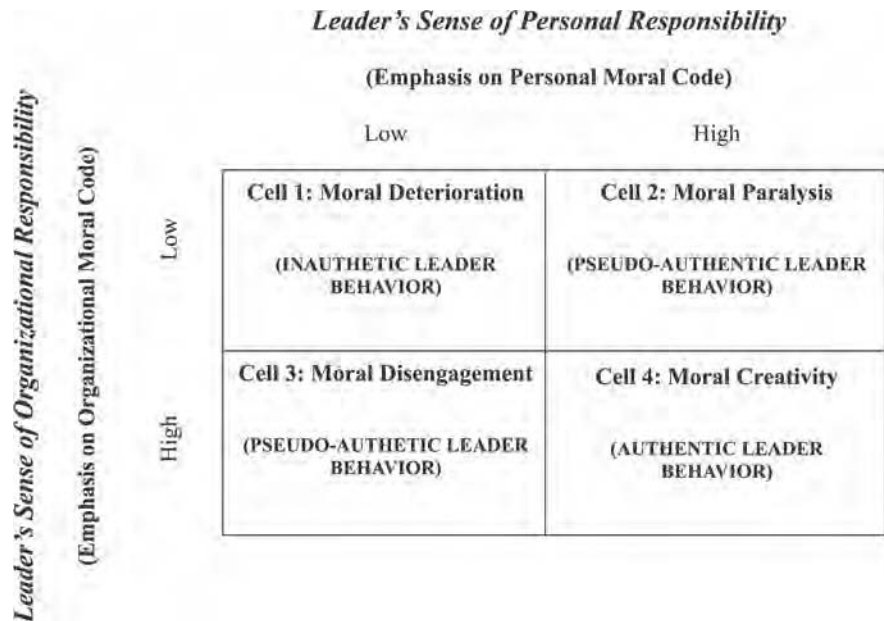 Leader's Sense of Personal Responsibility
(Emphasis on Personal Moral Code)
Low High
Leader's Sense of Organizational Responsibility
(Emphasis on Organizational Moral Code)
Low
High
Cell 1: Moral Deterioration
(INAUTHETIC LEADER
BEHAVIOR)
Cell 2: Moral Paralysis
(PSEUDO-AUTHENTIC LEADER
BEHAVIOR)
Cell 3: Moral Disengagement
(PSEUDO-AUTHETIC LEADER
BEHAVIOR)
Cell 4: Moral Creativity
(AUTHENTIC LEADER
BEHAVIOR)